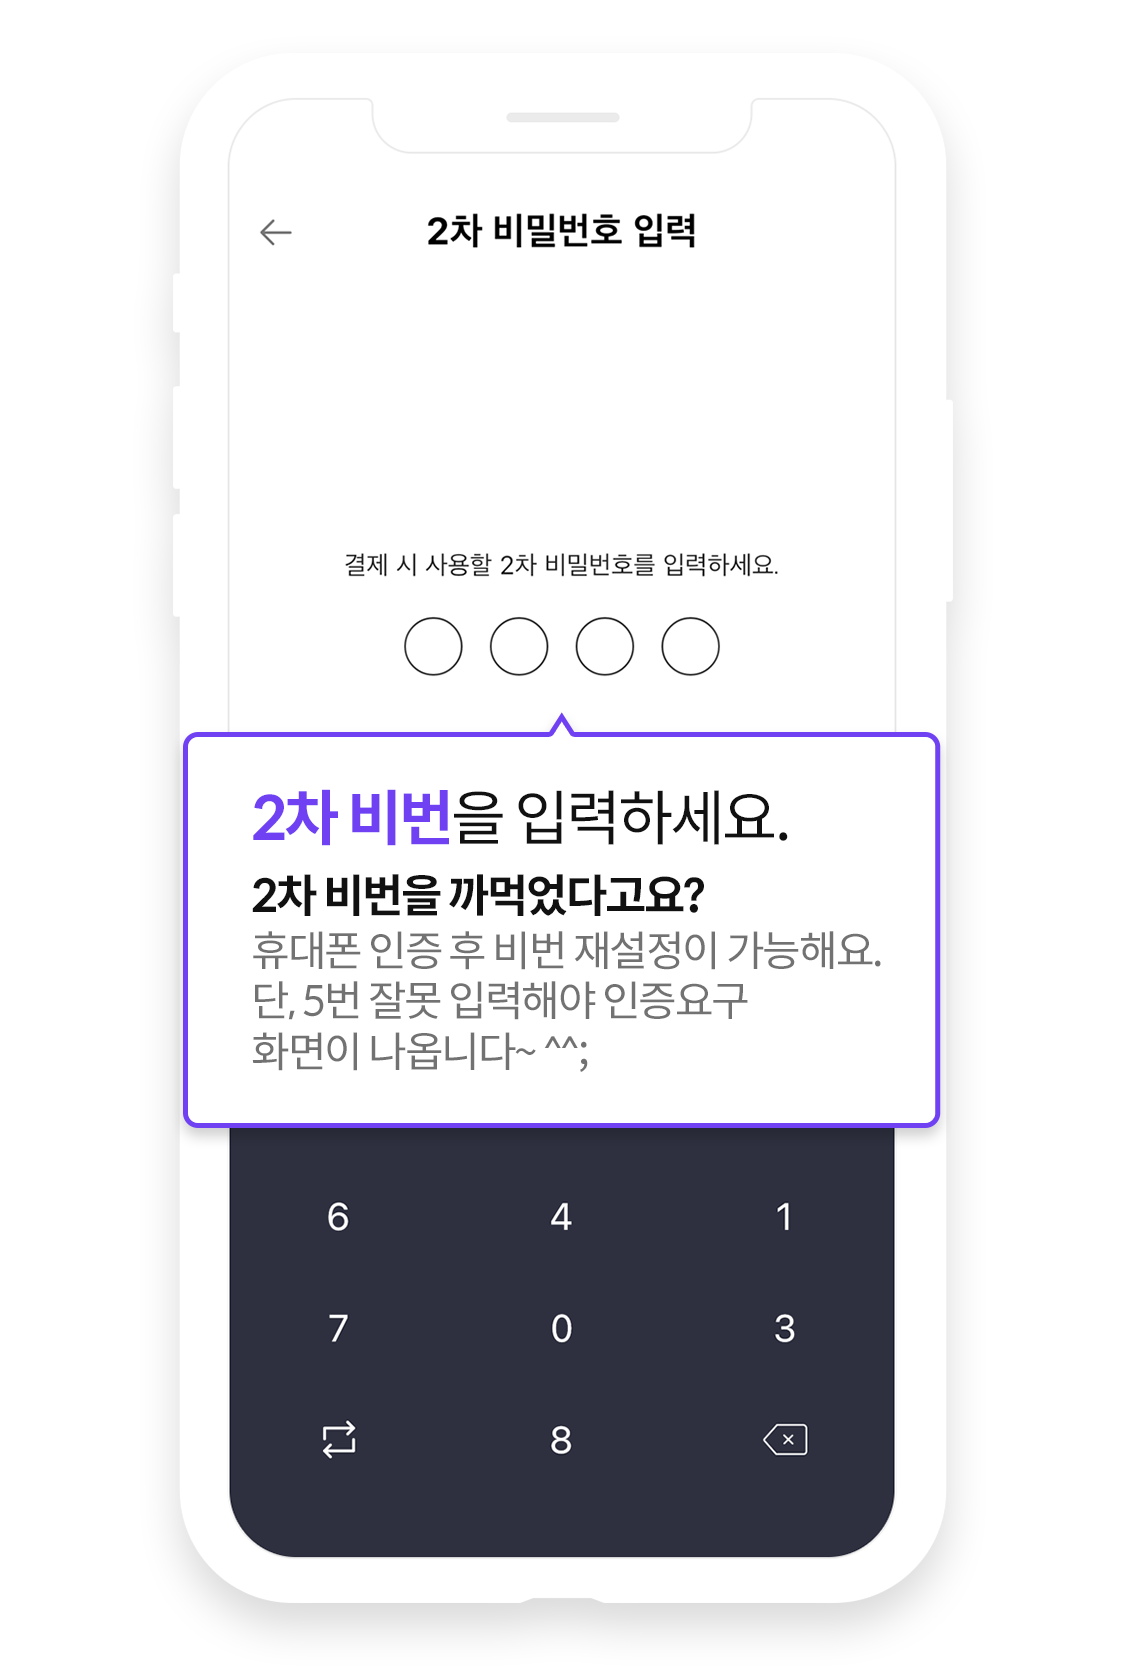 2차 비밀번호 입력
결제 시 사용할 2차 비밀번호를 입력하세요.
2차 비번을 입력하세요.
2차 비번을 까먹었다고요?
휴대폰 인증 후 비번 재설정이 가능해요.
단, 5번 잘못 입력해야 인증요구
화면이 나옵니다~ ^^;
6 4 1
7 0 3
8